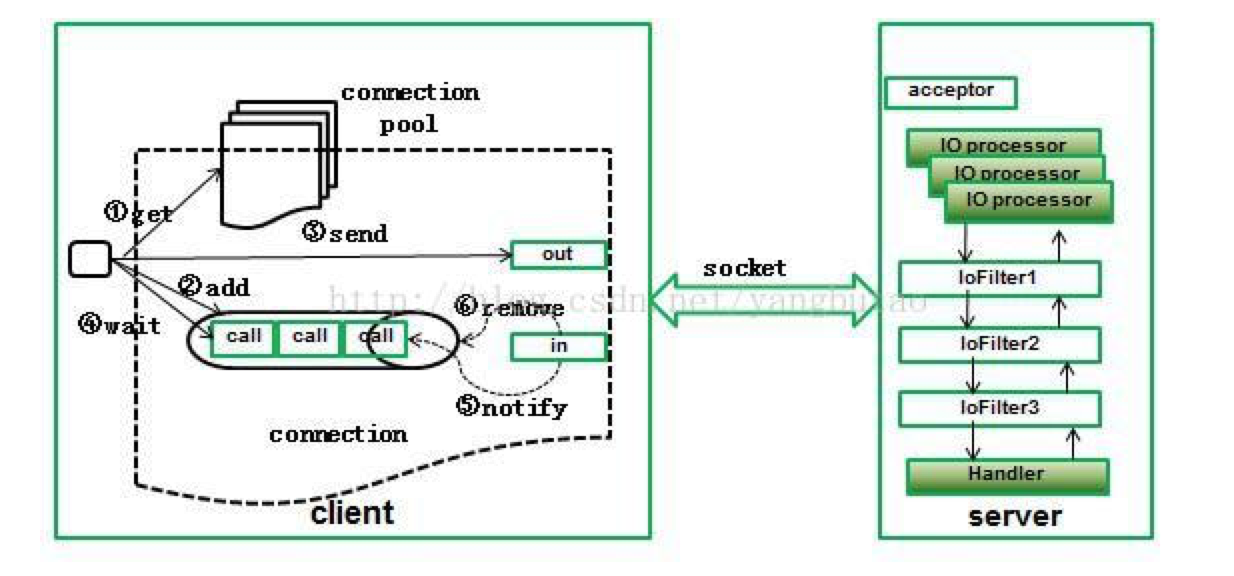 connection
pool
①get
③send
out
②add
④wait
call call call
⑥remove
in
⑤notify
connection
client
socket
http://blog.csdn.net/yangbutao
acceptor
IO processor
IO processor
IO processor
IoFilter1
IoFilter2
IoFilter3
Handler
server